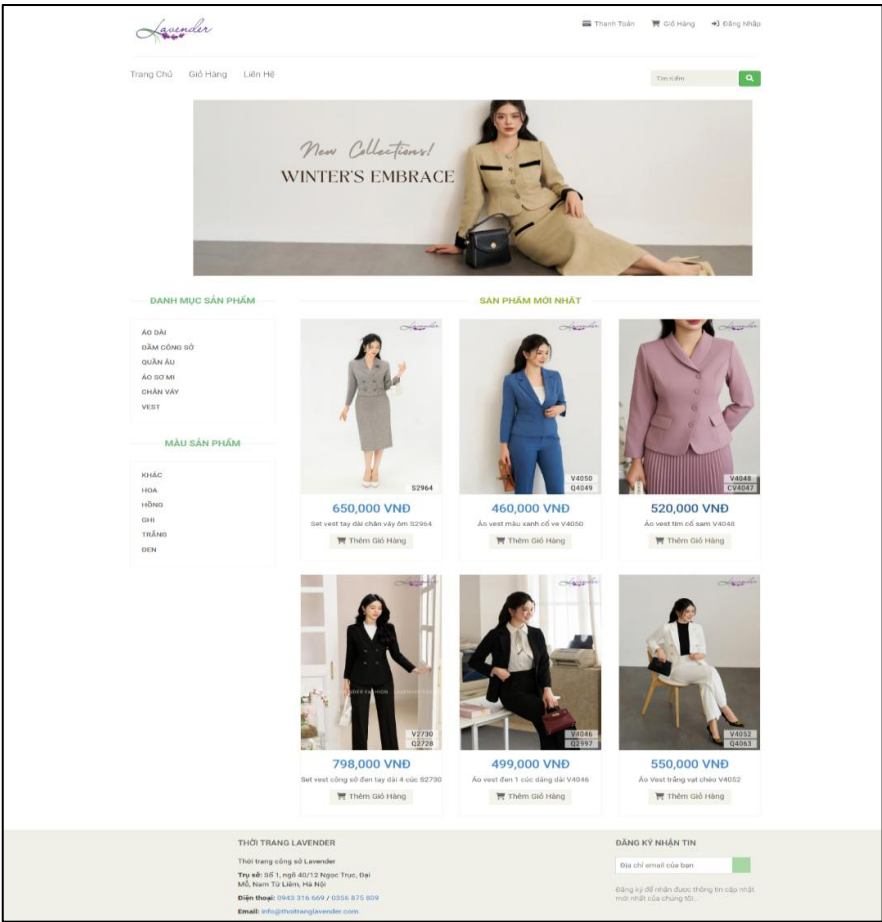 Lavender
Thanh Toán Giỏ Hàng Đăng Nhập
Trang Chủ Giỏ Hàng Liên Hệ
Tìm kiếm
New Collections!
WINTER'S EMBRACE
DANH MỤC SẢN PHẨM
ÁO DÀI
ĐẦM CÔNG SỞ
QUẦN ÂU
ÁO SƠ MI
CHÂN VÁY
VEST
MÀU SẢN PHẨM
KHÁC
HOA
HỒNG
GHI
TRẮNG
ĐEN
SẢN PHẨM MỚI NHẤT
Lavender
S2964
650,000 VNĐ
Set vest tay dài chân váy ôm S2964
Thêm Giỏ Hàng
Lavender
V4050
Q4049
460,000 VNĐ
Áo vest màu xanh cổ ve V4050
Thêm Giỏ Hàng
Lavender
V4048
CV4047
520,000 VNĐ
Áo vest tím cổ sam V4048
Thêm Giỏ Hàng
Lavender
V2730
Q2728
798,000 VNĐ
Set vest công sở đen tay dài 4 cúc S2730
Thêm Giỏ Hàng
Lavender
V4046
Q2997
499,000 VNĐ
Áo vest đen 1 cúc dáng dài V4046
Thêm Giỏ Hàng
Lavender
V4052
Q4063
550,000 VNĐ
Áo Vest trắng vạt chéo V4052
Thêm Giỏ Hàng
THỜI TRANG LAVENDER
Thời trang công sở Lavender
Trụ sở: Số 1, ngõ 40/12 Ngọc Trục, Đại
Mỗ, Nam Từ Liêm, Hà Nội
Điện thoại: 0943 316 669 / 0356 875 809
Email: info@thoitranglavender.com
ĐĂNG KÝ NHẬN TIN
Địa chỉ email của bạn
Đăng ký để nhận được thông tin cập nhật
mới nhất của chúng tôi...